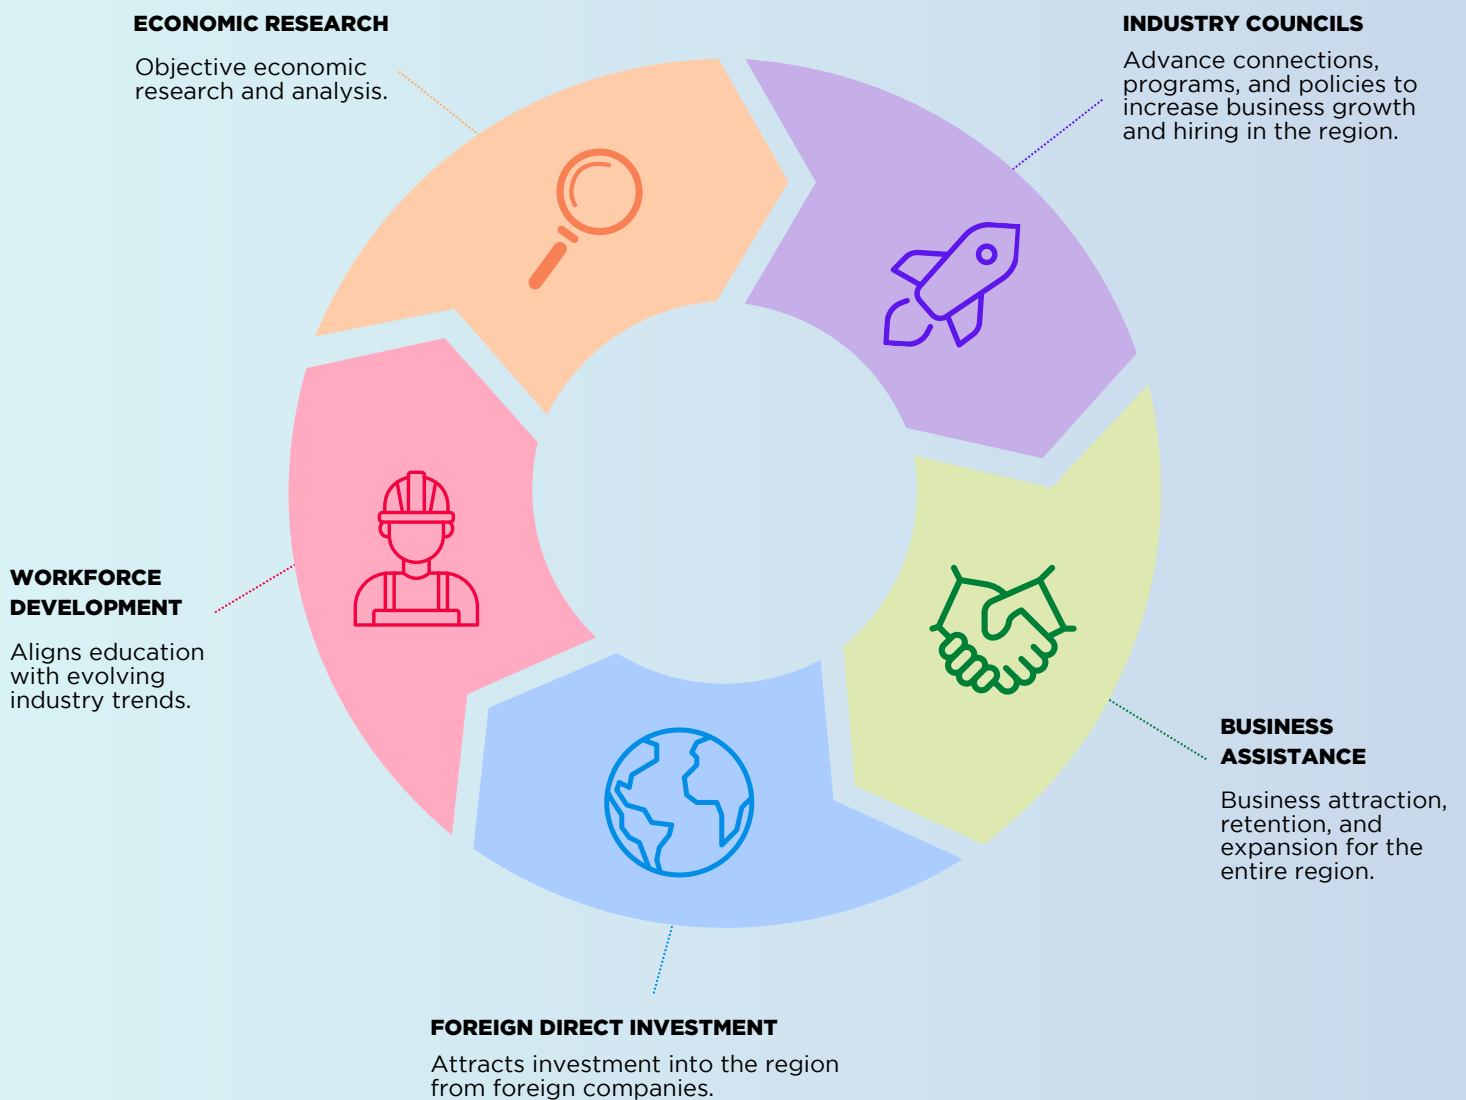 ECONOMIC RESEARCH
Objective economic
research and analysis.
INDUSTRY COUNCILS
Advance connections,
programs, and policies to
increase business growth
and hiring in the region.
WORKFORCE
DEVELOPMENT
Aligns education
with evolving
industry trends.
BUSINESS
ASSISTANCE
Business attraction,
retention, and
expansion for the
entire region.
FOREIGN DIRECT INVESTMENT
Attracts investment into the region
from foreign companies.